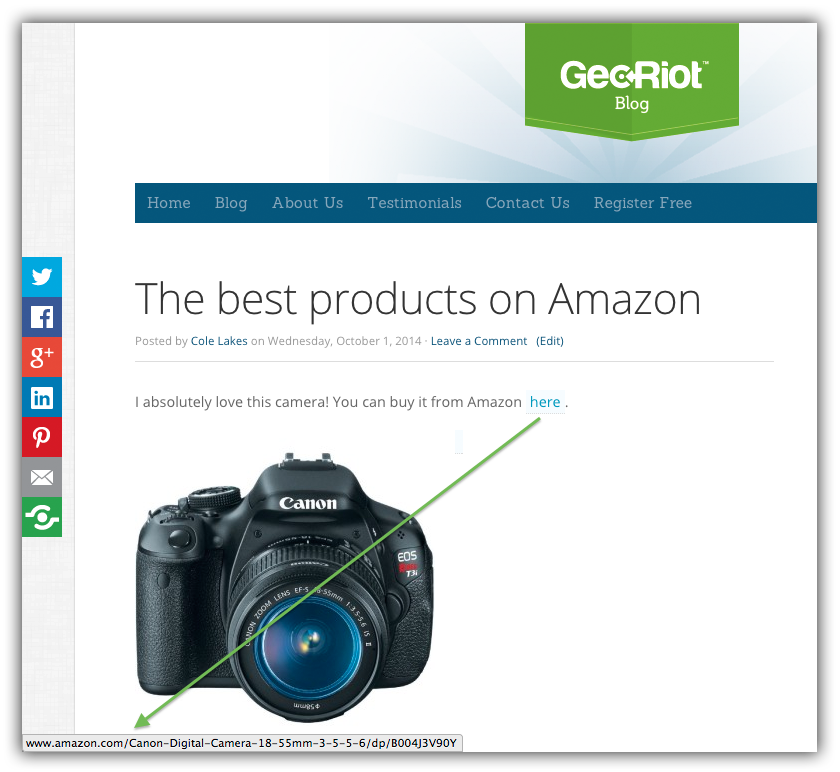 GeoRiot™
Blog
Home Blog About Us Testimonials Contact Us Register Free
The best products on Amazon
Posted by Cole Lakes on Wednesday, October 1, 2014 · Leave a Comment (Edit)
I absolutely love this camera! You can buy it from Amazon here .
Canon
EOS
Rebel
T3i
CANON ZOOM LENS EF-S 18-55mm 1:3.5-5.6 IS II
φ58mm
www.amazon.com/Canon-Digital-Camera-18-55mm-3-5-5-6/dp/B004J3V90Y